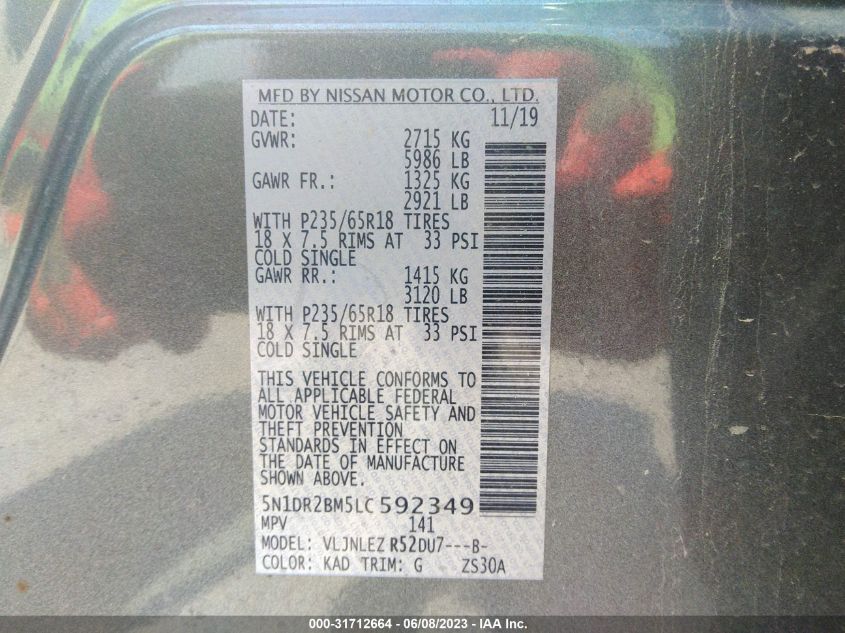 MFD BY NISSAN MOTOR CO., LTD.
DATE: 11/19
GVWR: 2715 KG
5986 LB
GAWR FR.: 1325 KG
2921 LB
WITH P235/65R18 TIRES
18 X 7.5 RIMS AT 33 PSI
COLD SINGLE
GAWR RR.: 1415 KG
3120 LB
WITH P235/65R18 TIRES
18 X 7.5 RIMS AT 33 PSI
COLD SINGLE
THIS VEHICLE CONFORMS TO
ALL APPLICABLE FEDERAL
MOTOR VEHICLE SAFETY AND
THEFT PREVENTION
STANDARDS IN EFFECT ON
THE DATE OF MANUFACTURE
SHOWN ABOVE.
5N1DR2BM5LC592349
MPV 141
MODEL: VLJNLEZ R52DU7---B-
COLOR: KAD TRIM: G ZS30A
000-31712664 - 06/08/2023 - IAA Inc.